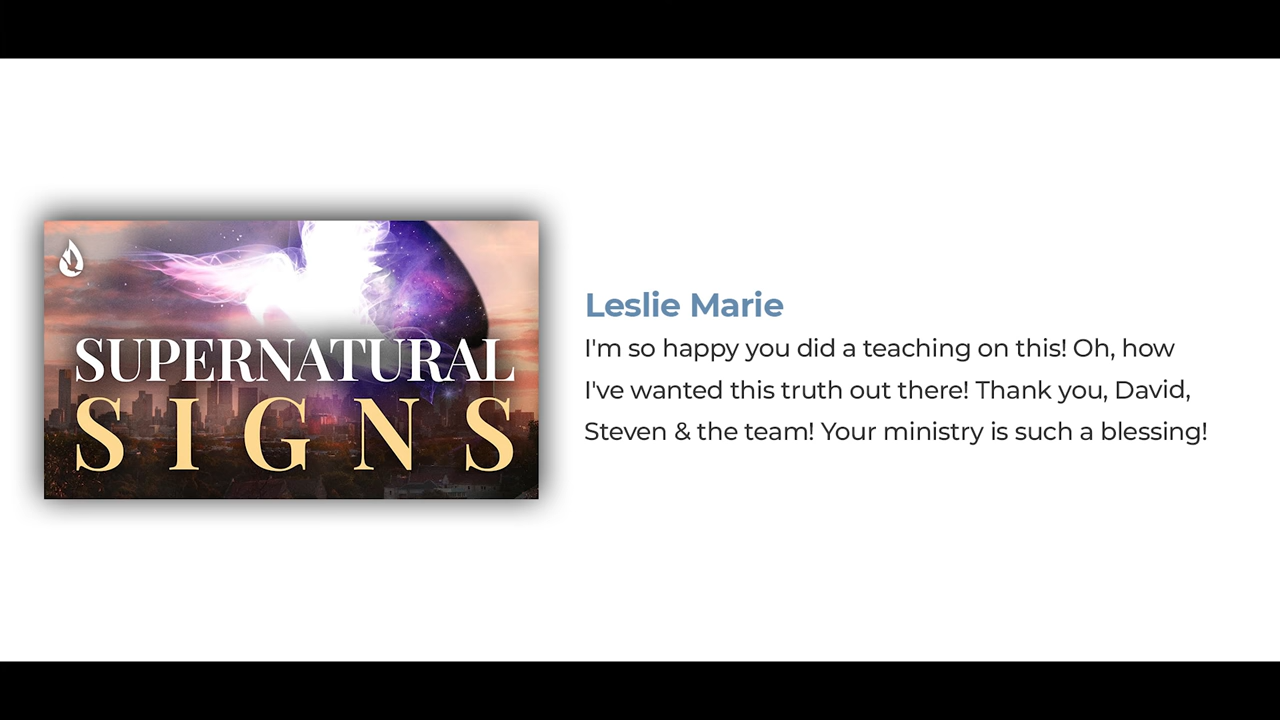 SUPERNATURAL
SIGNS
Leslie Marie
I'm so happy you did a teaching on this! Oh, how
I've wanted this truth out there! Thank you, David,
Steven & the team! Your ministry is such a blessing!